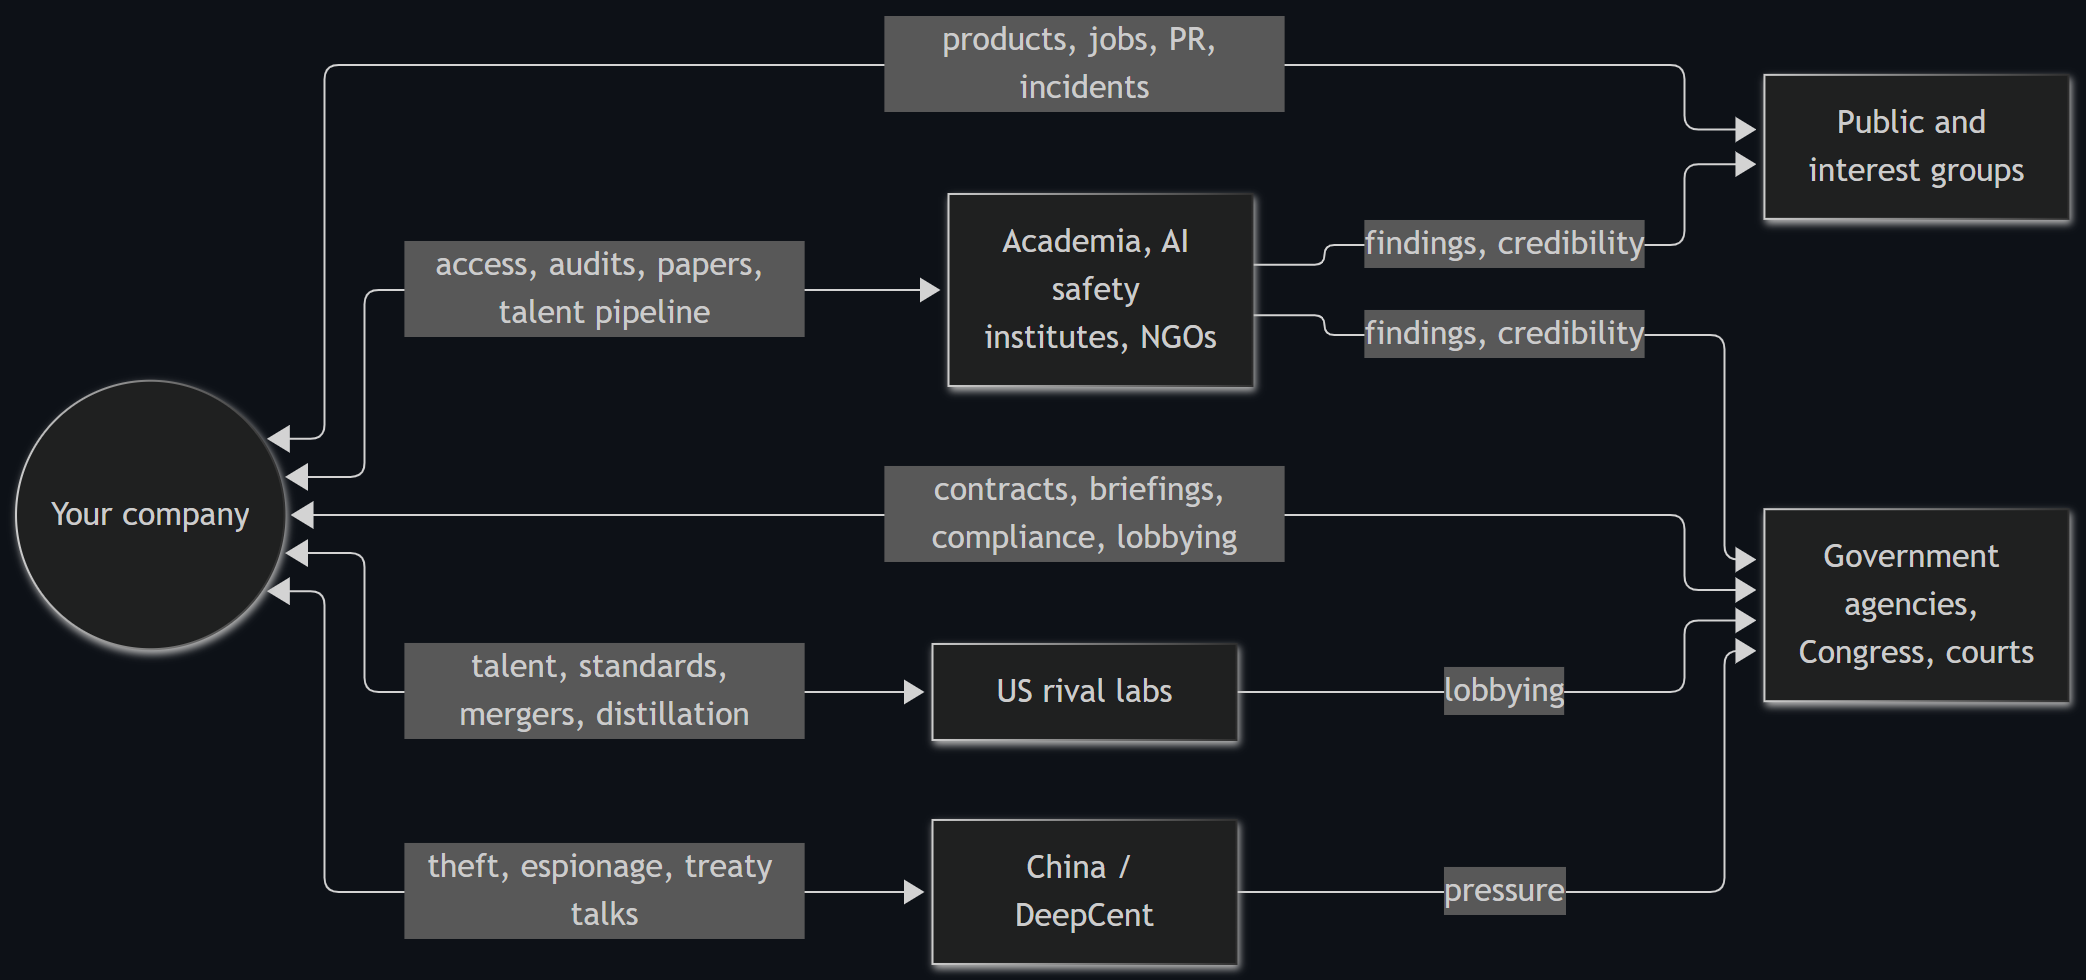 products, jobs, PR,
incidents
Public and
interest groups
access, audits, papers,
talent pipeline
Academia, AI
safety
institutes, NGOs
findings, credibility
findings, credibility
Your company
contracts, briefings,
compliance, lobbying
Government
agencies,
Congress, courts
talent, standards,
mergers, distillation
US rival labs
lobbying
theft, espionage, treaty
talks
China /
DeepCent
pressure